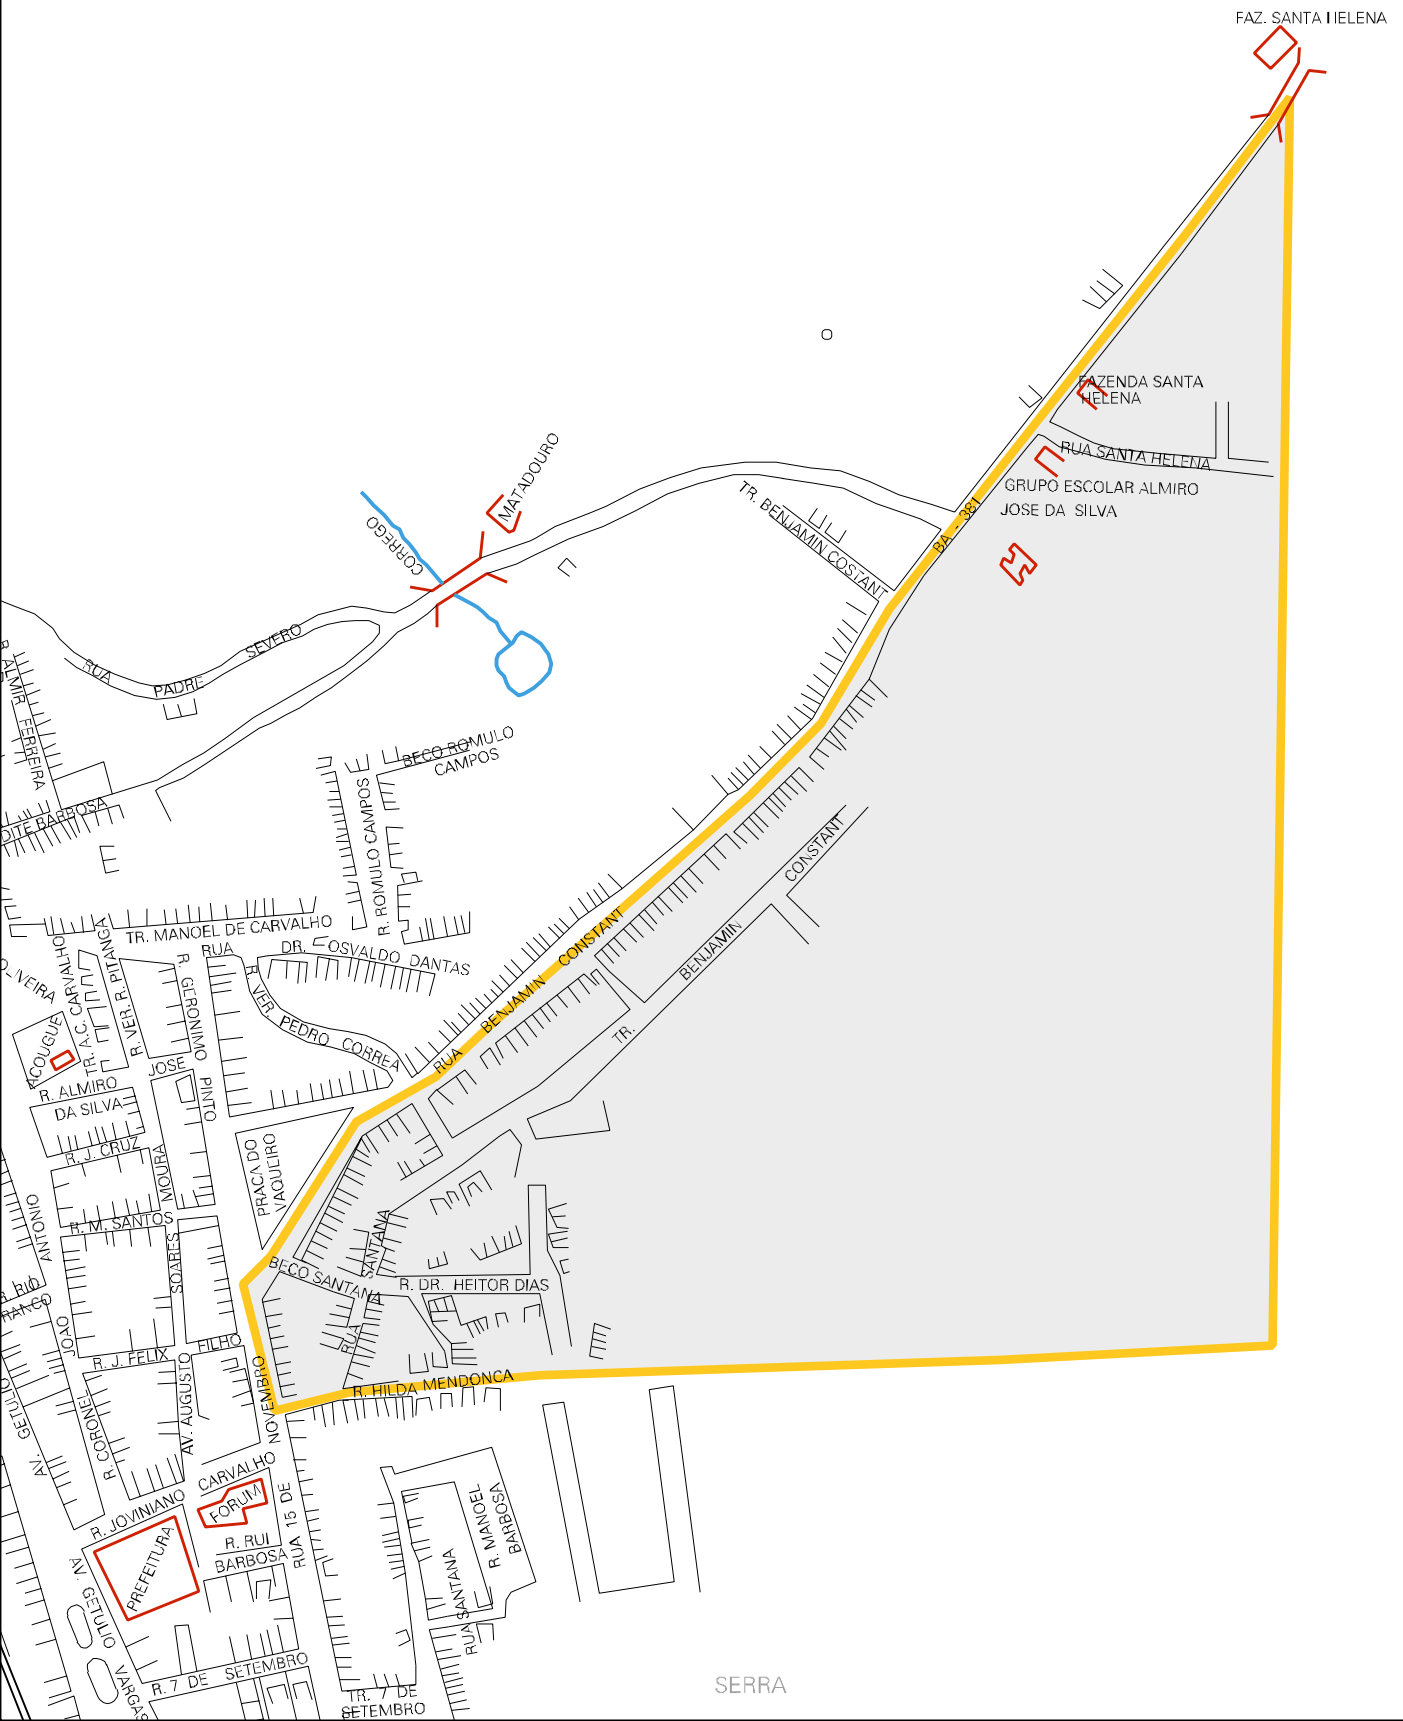 FAZ. SANTA HELENA
FAZENDA SANTA
HELENA
RUA SANTA HELENA
GRUPO ESCOLAR ALMIRO
JOSE DA SILVA
BA - 381
TR. BENJAMIN COSTANT
MATADOURO
CORREGO
RUA PADRE SEVERO
R. ALMIR FERREIRA
DITE BARBOSA
BECO ROMULO
CAMPOS
R. ROMULO CAMPOS
TR. MANOEL DE CARVALHO
RUA DR. OSVALDO DANTAS
R. VER. PEDRO CORREA
R. GERONIMO PINTO
R. VER. R. PITANGA
TR. A.C. CARVALHO
OLIVEIRA
ACOUGUE
R. ALMIRO
DA SILVA
JOSE
MOURA
R. J. CRUZ
R. M. SANTOS
SOARES
FILHO
R. J. FELIX
ANTONIO
JOAO
R. CORONEL
R. RIO
RANCO
AV. GETULIO
AV. AUGUSTO
PRACA DO
VAQUEIRO
RUA BENJAMIN CONSTANT
TR. BENJAMIN CONSTANT
BECO SANTANA
RUA SANTANA
R. DR. HEITOR DIAS
R. HILDA MENDONCA
RUA 15 DE NOVEMBRO
R. JOVINIANO CARVALHO
FORUM
PREFEITURA
R. RUI
BARBOSA
AV. GETULIO VARGAS
R. 7 DE SETEMBRO
TR. 7 DE
SETEMBRO
RUA SANTANA
R. MANOEL
BARBOSA
SERRA